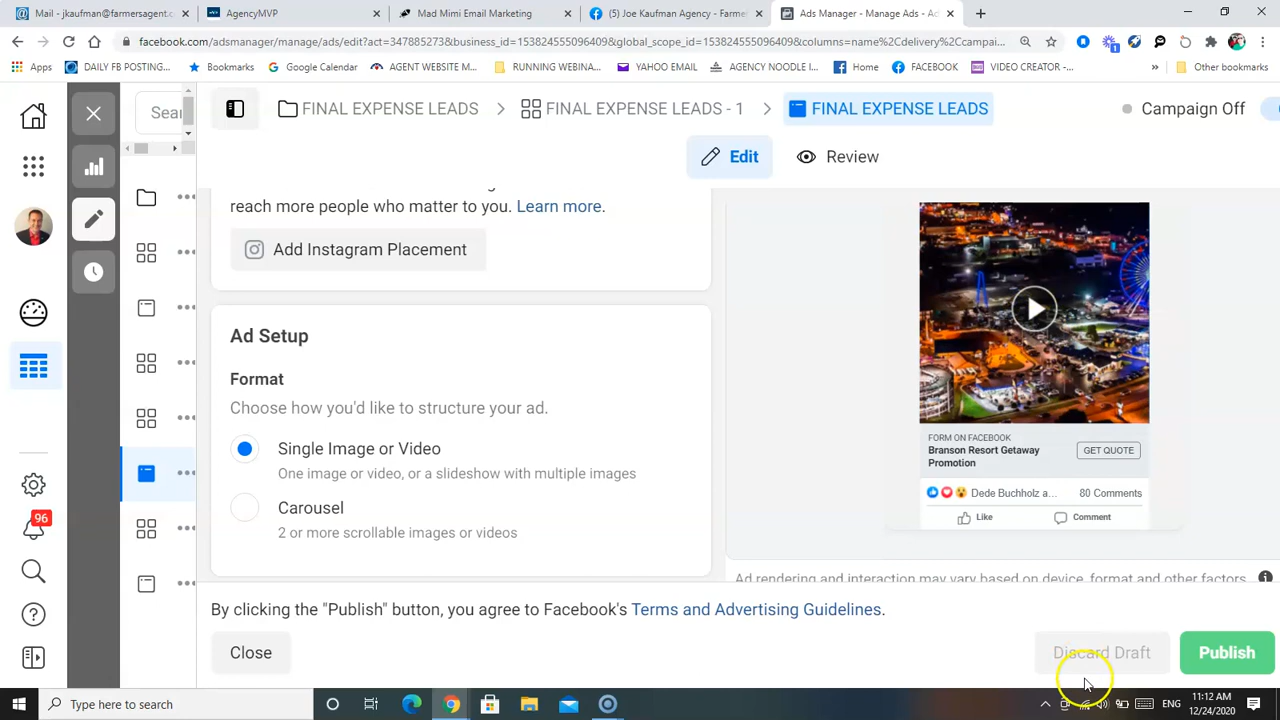 Mail - jkaufman@farmersagent.c
AgencyMVP
Mad Mimi Email Marketing
(5) Joe Kaufman Agency - Farmer
Ads Manager - Manage Ads - Ad
facebook.com/adsmanager/manage/ads/edit?act=347585273&business_id=153824555096409&global_scope_id=153824555096409&columns=name%2cdelivery%2Ccampai...
Apps
DAILY FB POSTING...
Bookmarks
Google Calendar
AGENT WEBSITE M...
RUNNING WEBINA...
YAHOO EMAIL
AGENCY NOODLE I...
Home
FACEBOOK
VIDEO CREATOR -...
»
Other bookmarks
Sear
FINAL EXPENSE LEADS
FINAL EXPENSE LEADS - 1
FINAL EXPENSE LEADS
Campaign Off
Edit
Review
reach more people who matter to you. Learn more.
Add Instagram Placement
Ad Setup
Format
Choose how you'd like to structure your ad.
Single Image or Video
One image or video, or a slideshow with multiple images
Carousel
2 or more scrollable images or videos
FORM ON FACEBOOK
Branson Resort Getaway
Promotion
GET QUOTE
Dede Buchholz a...
80 Comments
Like
Comment
Ad rendering and interaction may vary based on device, format and other factors.
By clicking the "Publish" button, you agree to Facebook's Terms and Advertising Guidelines.
Close
Discard Draft
Publish
96
1
Type here to search
ENG
11:12 AM
12/24/2020